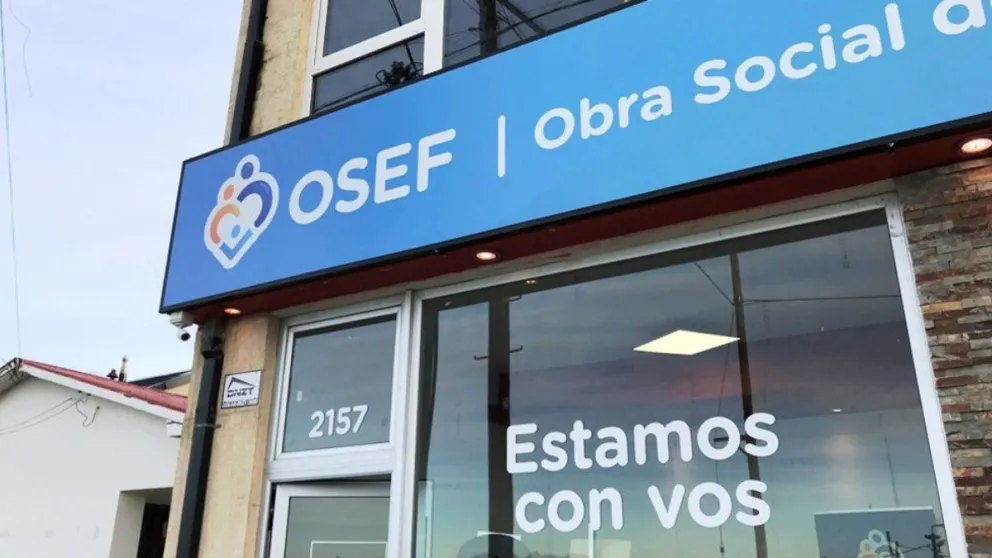 OSEF | Obra Social d
2157
Estamos
con vos